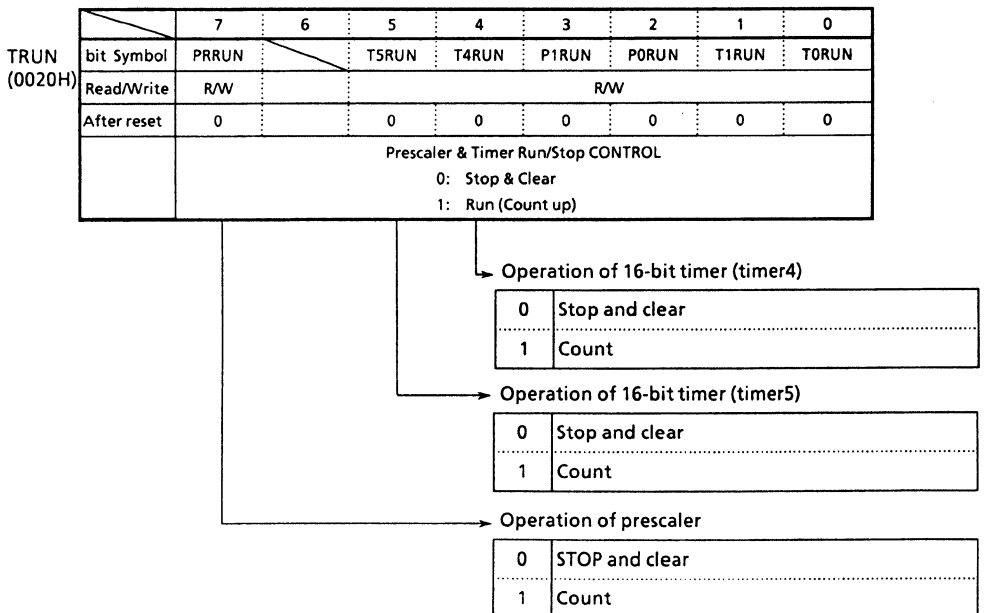 7 6 5 4 3 2 1 0
TRUN (0020H)
bit Symbol PRRUN T5RUN T4RUN P1RUN P0RUN T1RUN T0RUN
Read/Write R/W R/W
After reset 0 0 0 0 0 0 0
Prescaler & Timer Run/Stop CONTROL
0: Stop & Clear
1: Run (Count up)
Operation of 16-bit timer (timer4)
0 Stop and clear
1 Count
Operation of 16-bit timer (timer5)
0 Stop and clear
1 Count
Operation of prescaler
0 STOP and clear
1 Count